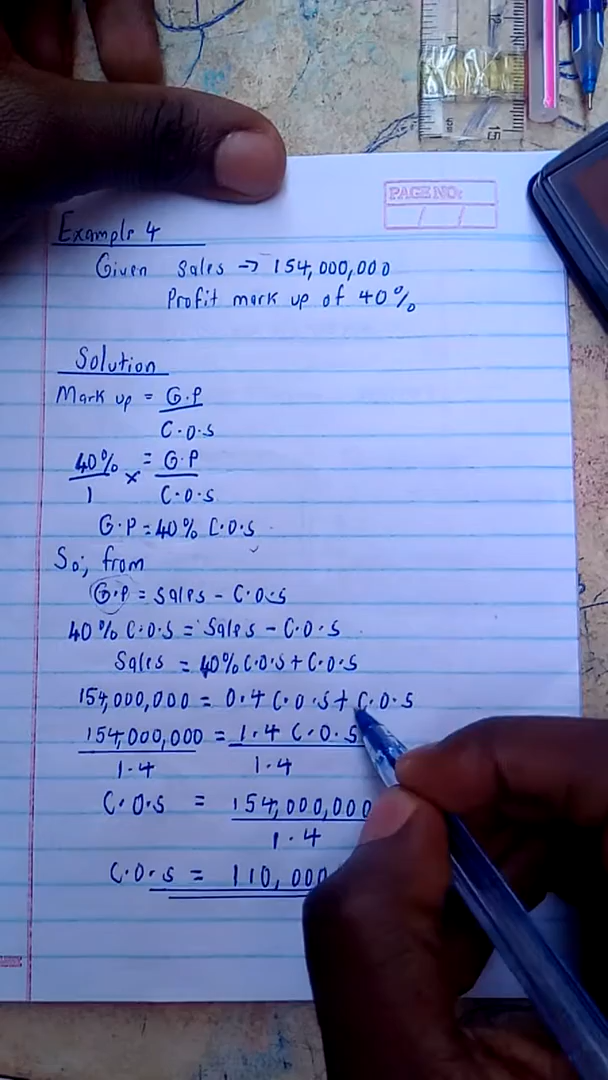 PAGE NO:
Example 4
Given sales → 154,000,000
Profit mark up of 40%
Solution
Mark up = G.P
C.O.S
40% × = G.P
1 C.O.S
G.P = 40% C.O.S
So; from
G.P = Sales - C.O.S
40% C.O.S = Sales - C.O.S
Sales = 40% C.O.S + C.O.S
154,000,000 = 0.4 C.O.S + C.O.S
154,000,000 = 1.4 C.O.S
1.4 1.4
C.O.S = 154,000,000
1.4
C.O.S = 110,000